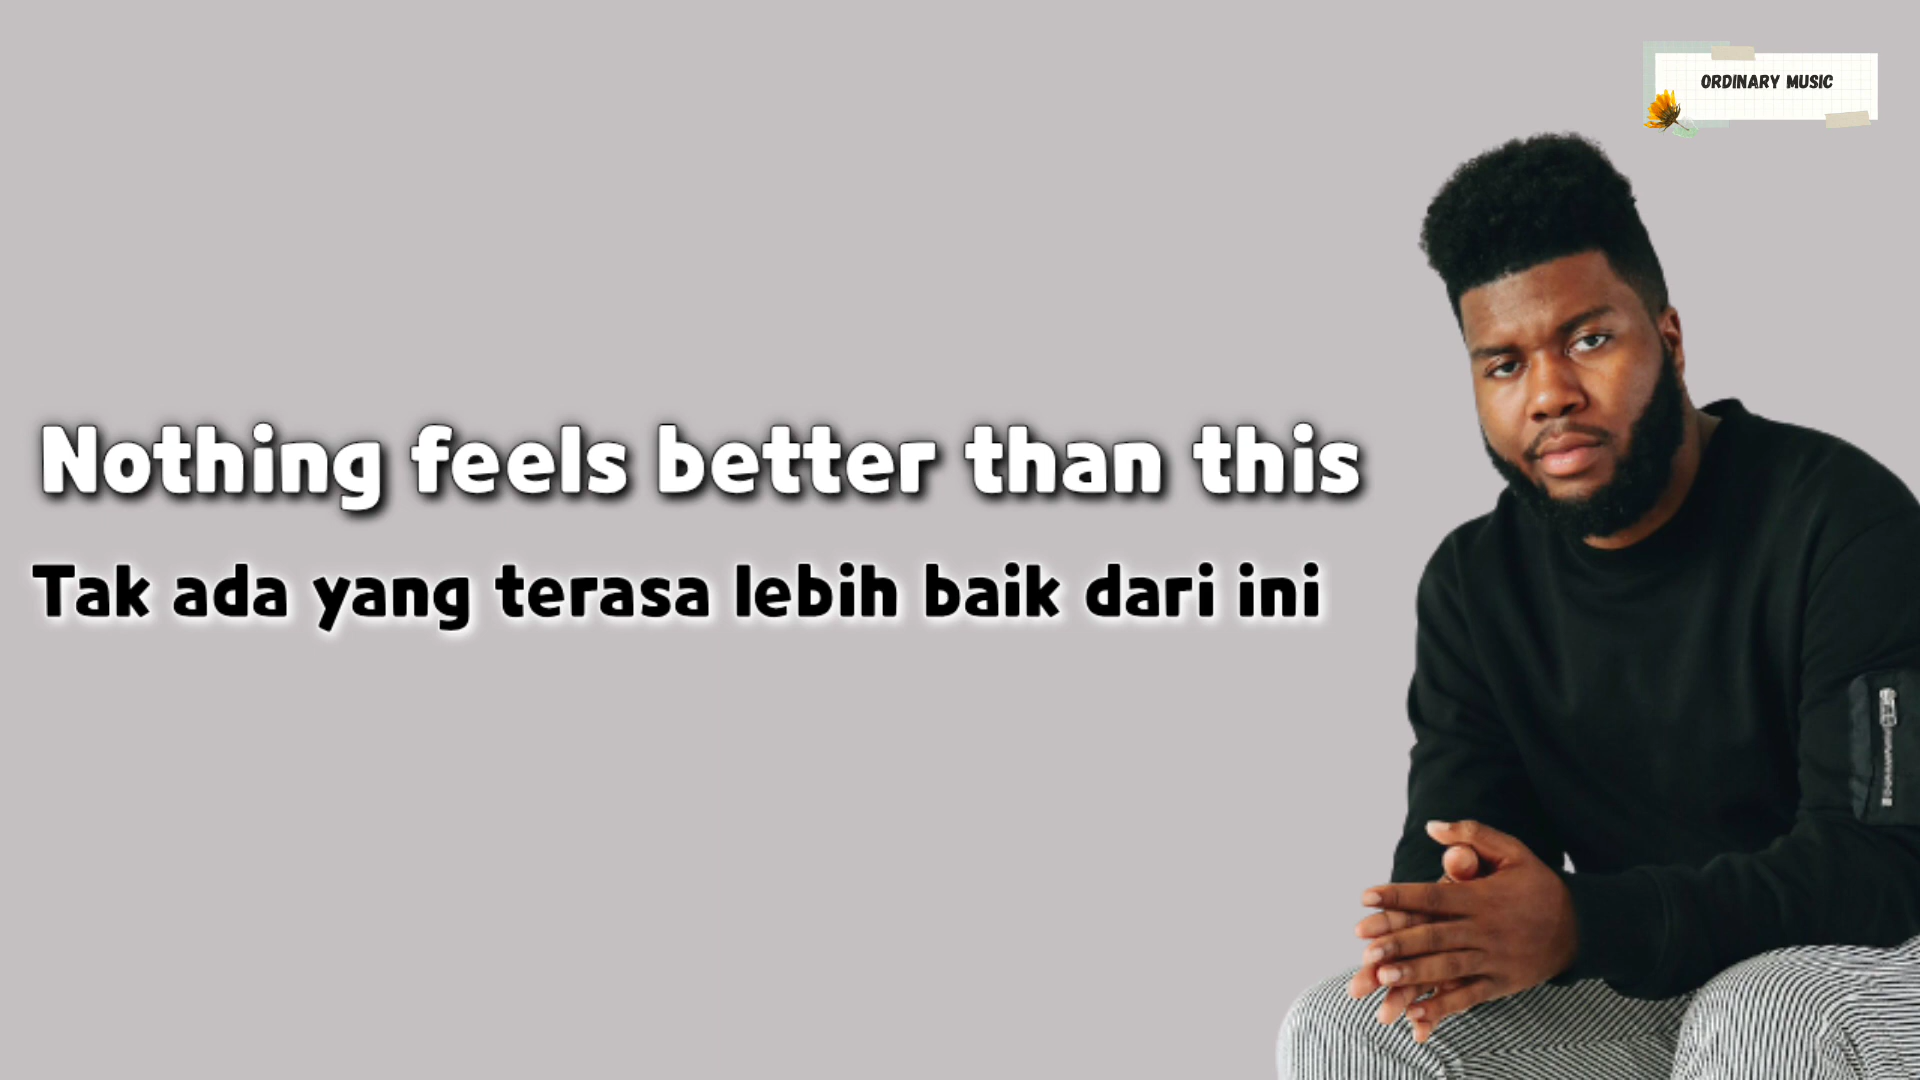 ORDINARY MUSIC
Nothing feels better than this
Tak ada yang terasa lebih baik dari ini